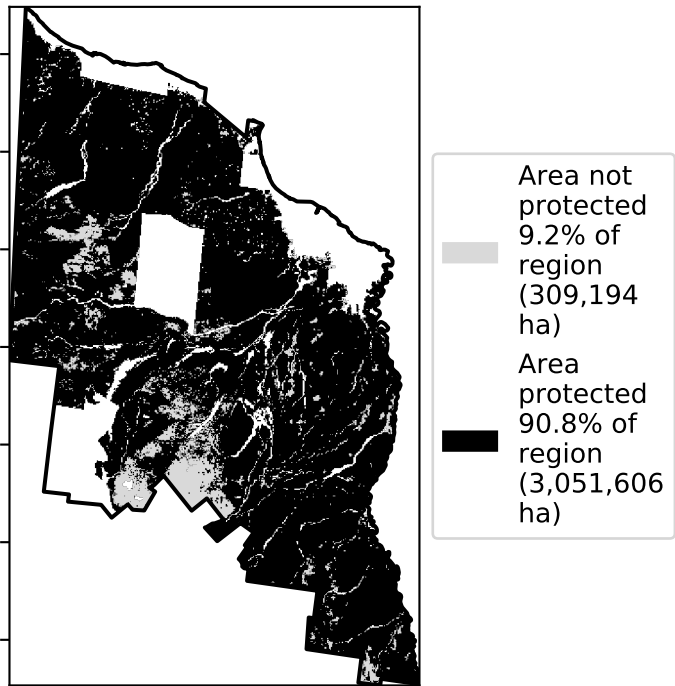 Area not
protected
9.2% of
region
(309,194
ha)
Area
protected
90.8% of
region
(3,051,606
ha)